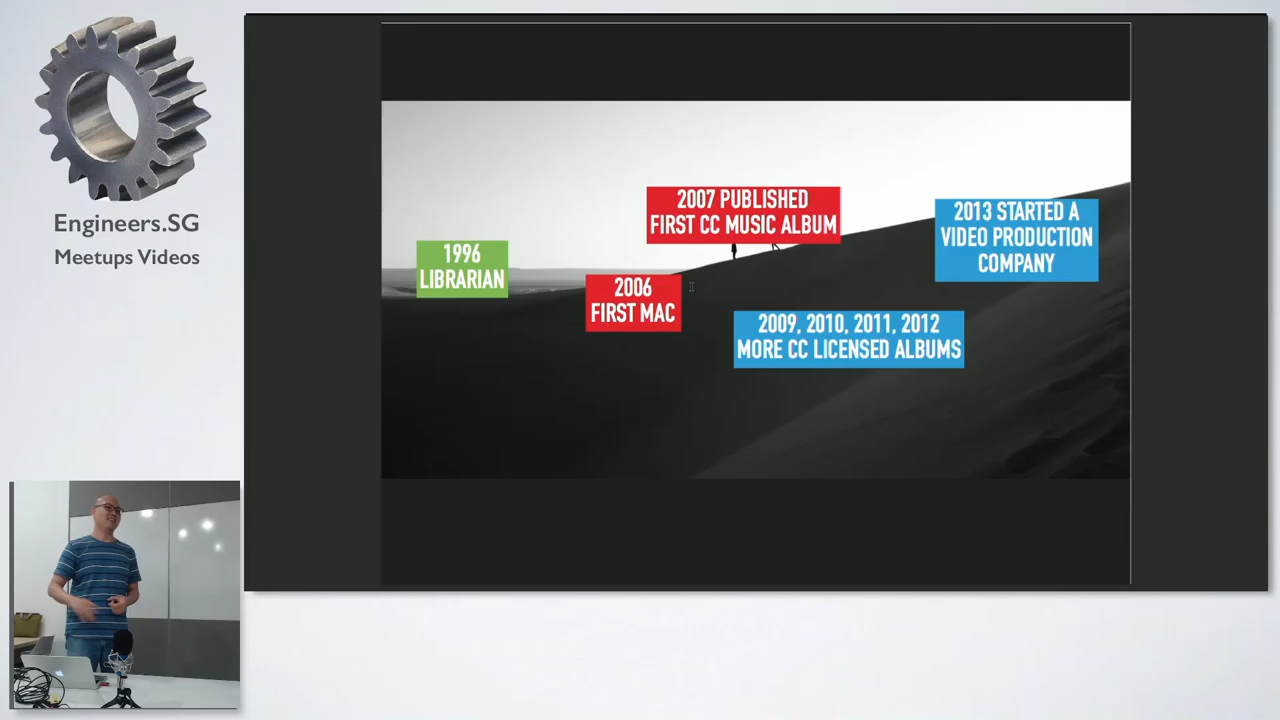 Engineers.SG
Meetups Videos
1996
LIBRARIAN
2006
FIRST MAC
2007 PUBLISHED
FIRST CC MUSIC ALBUM
2009, 2010, 2011, 2012
MORE CC LICENSED ALBUMS
2013 STARTED A
VIDEO PRODUCTION
COMPANY